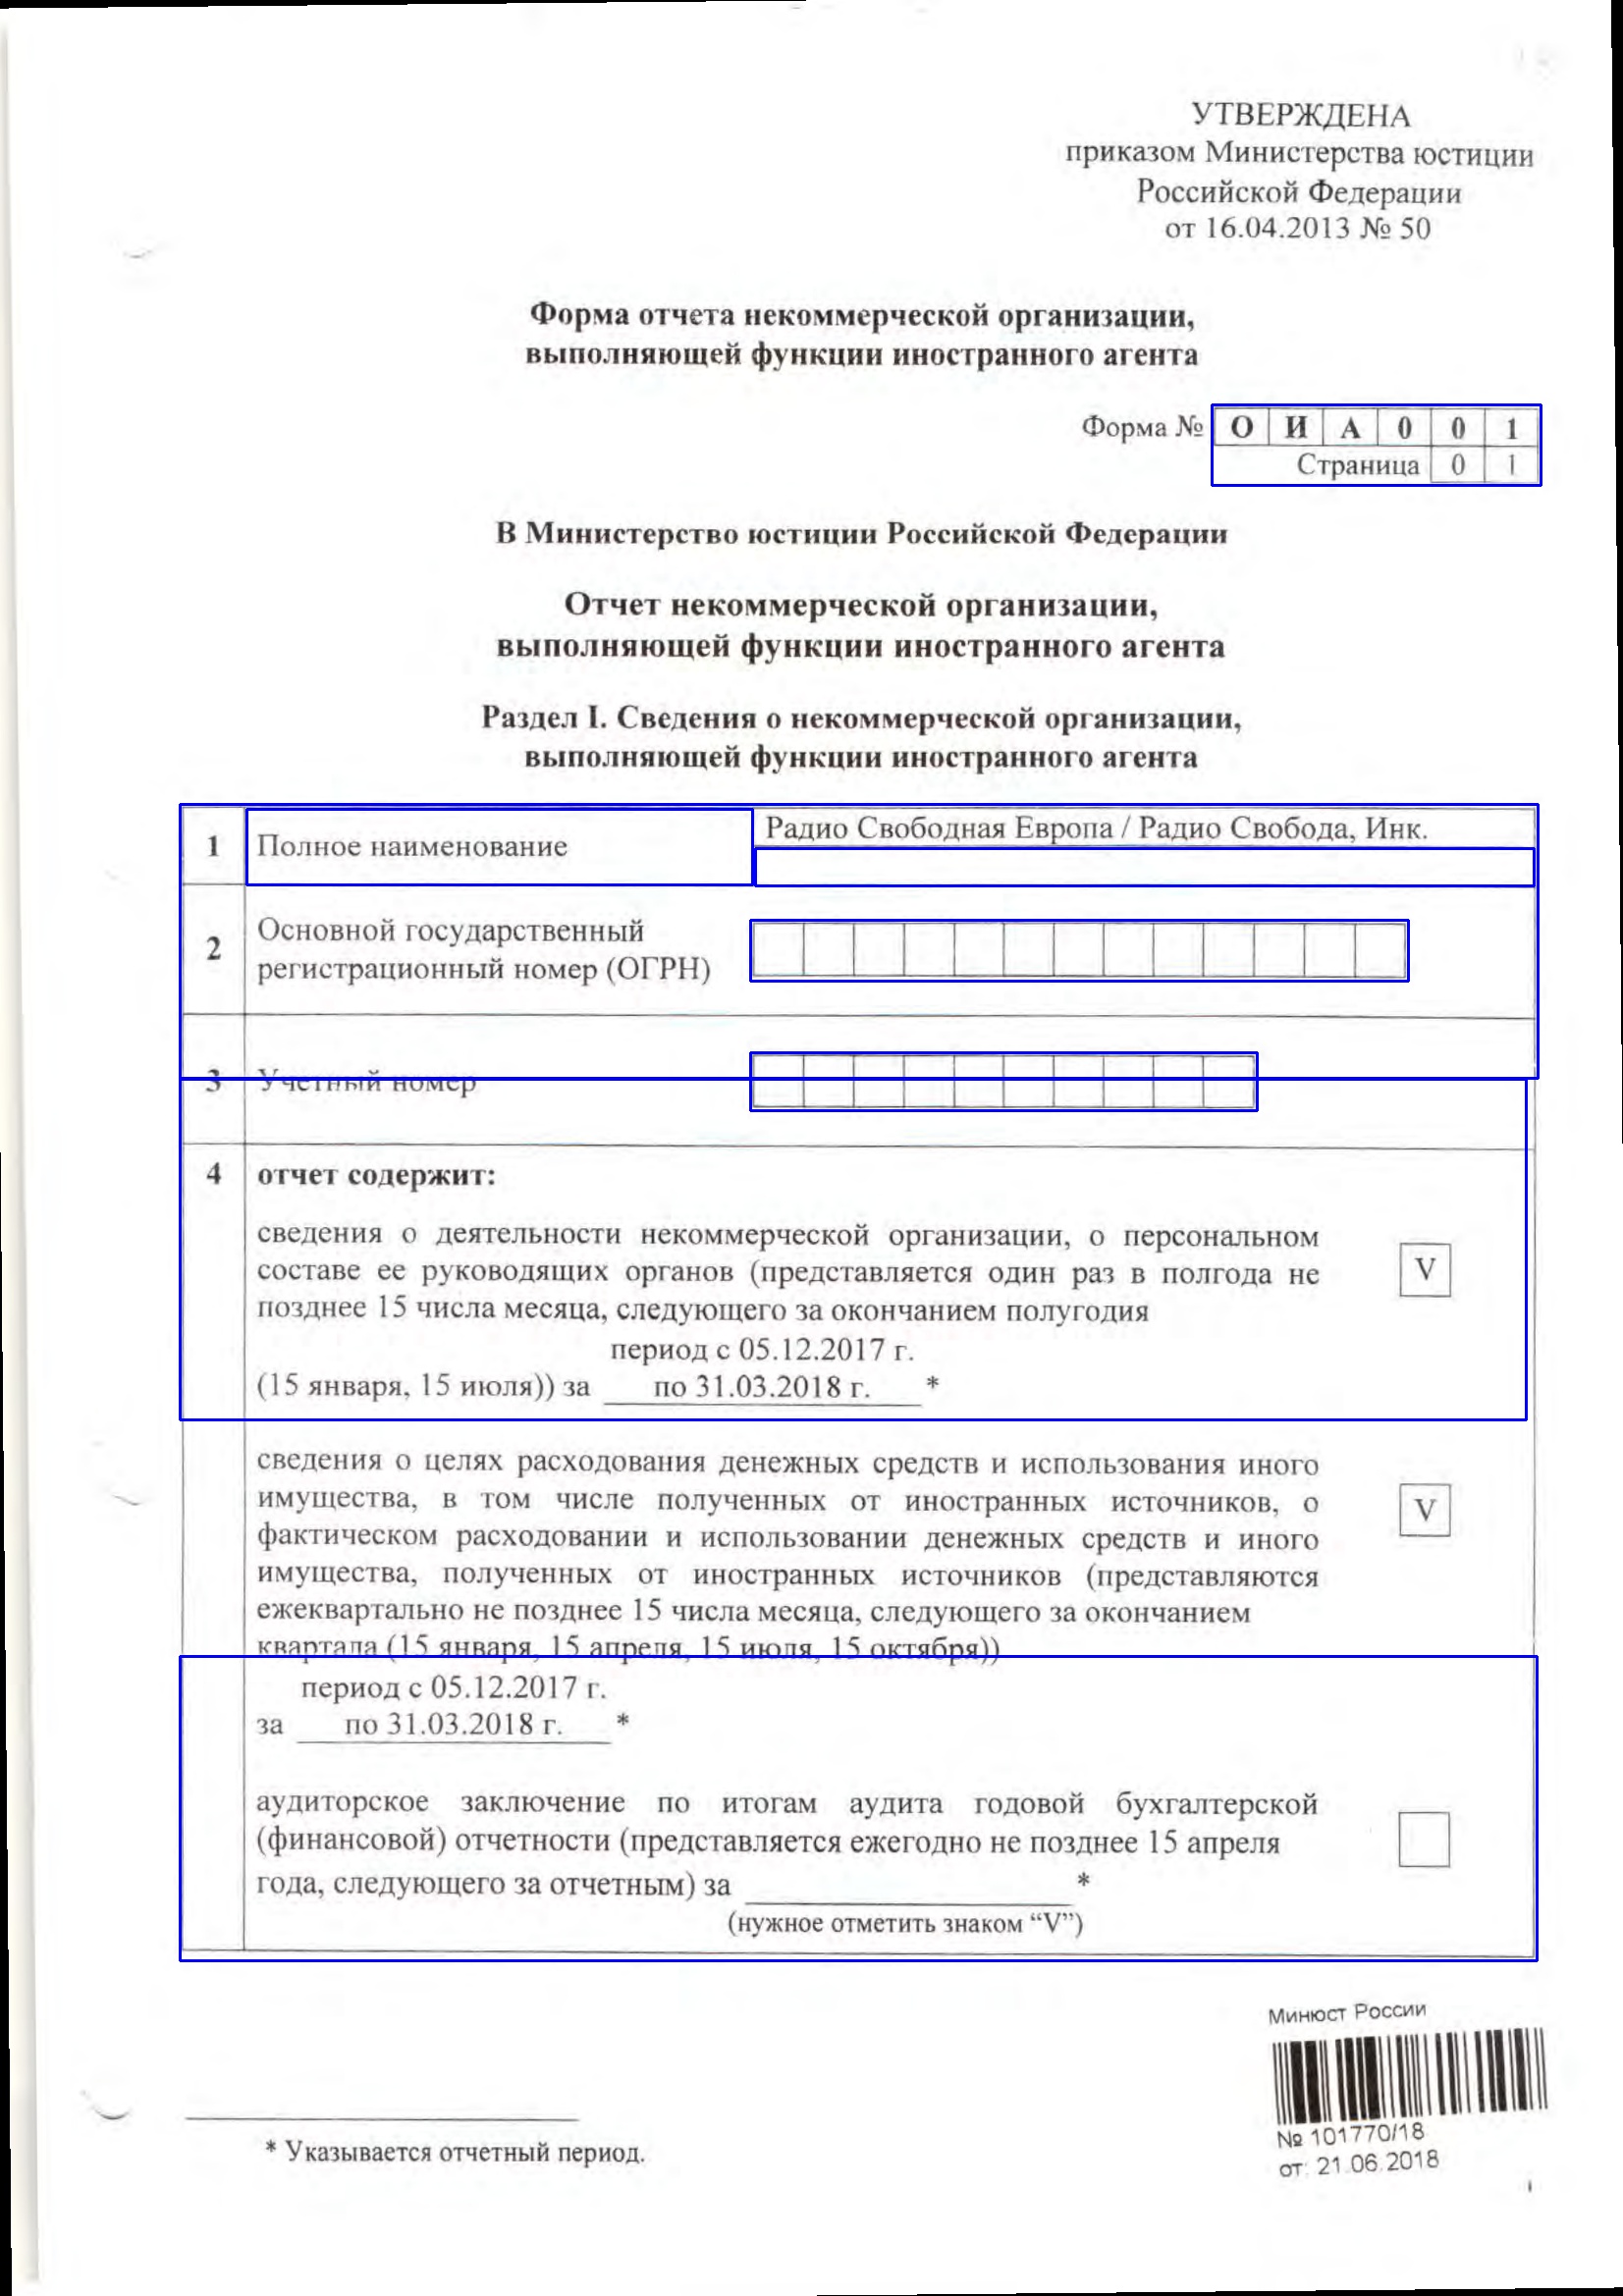 УТВЕРЖДЕНА
приказом Министерства юстиции
Российской Федерации
от 16.04.2013 № 50
Форма отчета некоммерческой организации,
выполняющей функции иностранного агента
Форма № О И А 0 0 1
Страница 0 1
В Министерство юстиции Российской Федерации
Отчет некоммерческой организации,
выполняющей функции иностранного агента
Раздел I. Сведения о некоммерческой организации,
выполняющей функции иностранного агента
1 Полное наименование Радио Свободная Европа / Радио Свобода, Инк.
2 Основной государственный
регистрационный номер (ОГРН)
3 Учетный номер
4 отчет содержит:
сведения о деятельности некоммерческой организации, о персональном
составе ее руководящих органов (представляется один раз в полгода не V
позднее 15 числа месяца, следующего за окончанием полугодия
период с 05.12.2017 г.
(15 января, 15 июля)) за по 31.03.2018 г. *
сведения о целях расходования денежных средств и использования иного
имущества, в том числе полученных от иностранных источников, о V
фактическом расходовании и использовании денежных средств и иного
имущества, полученных от иностранных источников (представляются
ежеквартально не позднее 15 числа месяца, следующего за окончанием
квартала (15 января, 15 апреля, 15 июля, 15 октября))
период с 05.12.2017 г.
за по 31.03.2018 г. *
аудиторское заключение по итогам аудита годовой бухгалтерской
(финансовой) отчетности (представляется ежегодно не позднее 15 апреля
года, следующего за отчетным) за *
(нужное отметить знаком “V”)
Минюст России
№ 101770/18
от: 21.06.2018
* Указывается отчетный период.